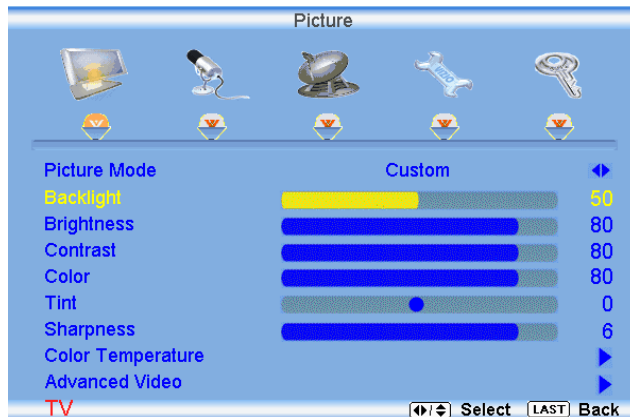 Picture
VIZIO
Picture Mode Custom
Backlight 50
Brightness 80
Contrast 80
Color 80
Tint 0
Sharpness 6
Color Temperature
Advanced Video
TV Select LAST Back